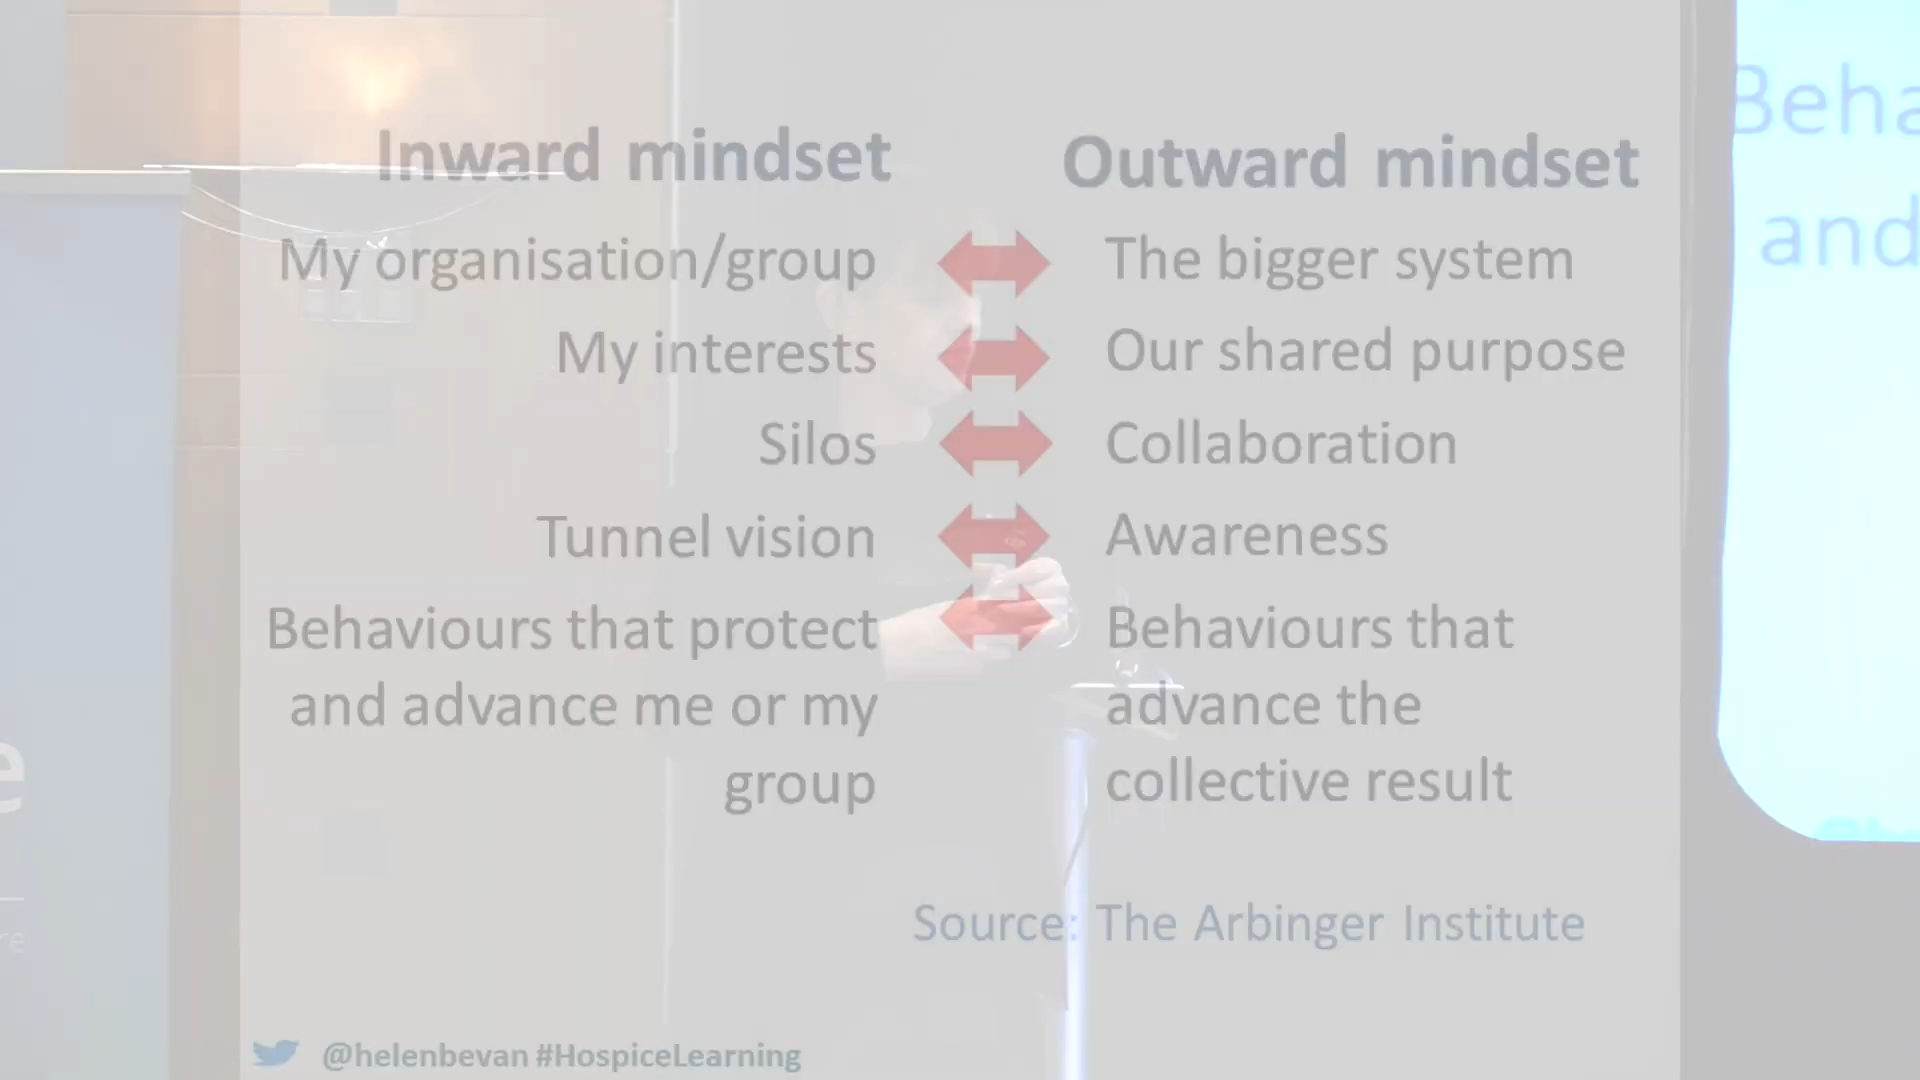 Inward mindset
Outward mindset
My organisation/group
The bigger system
My interests
Our shared purpose
Silos
Collaboration
Tunnel vision
Awareness
Behaviours that protect
and advance me or my
group
Behaviours that
advance the
collective result
Source: The Arbinger Institute
@helenbevan #HospiceLearning
and
e
re